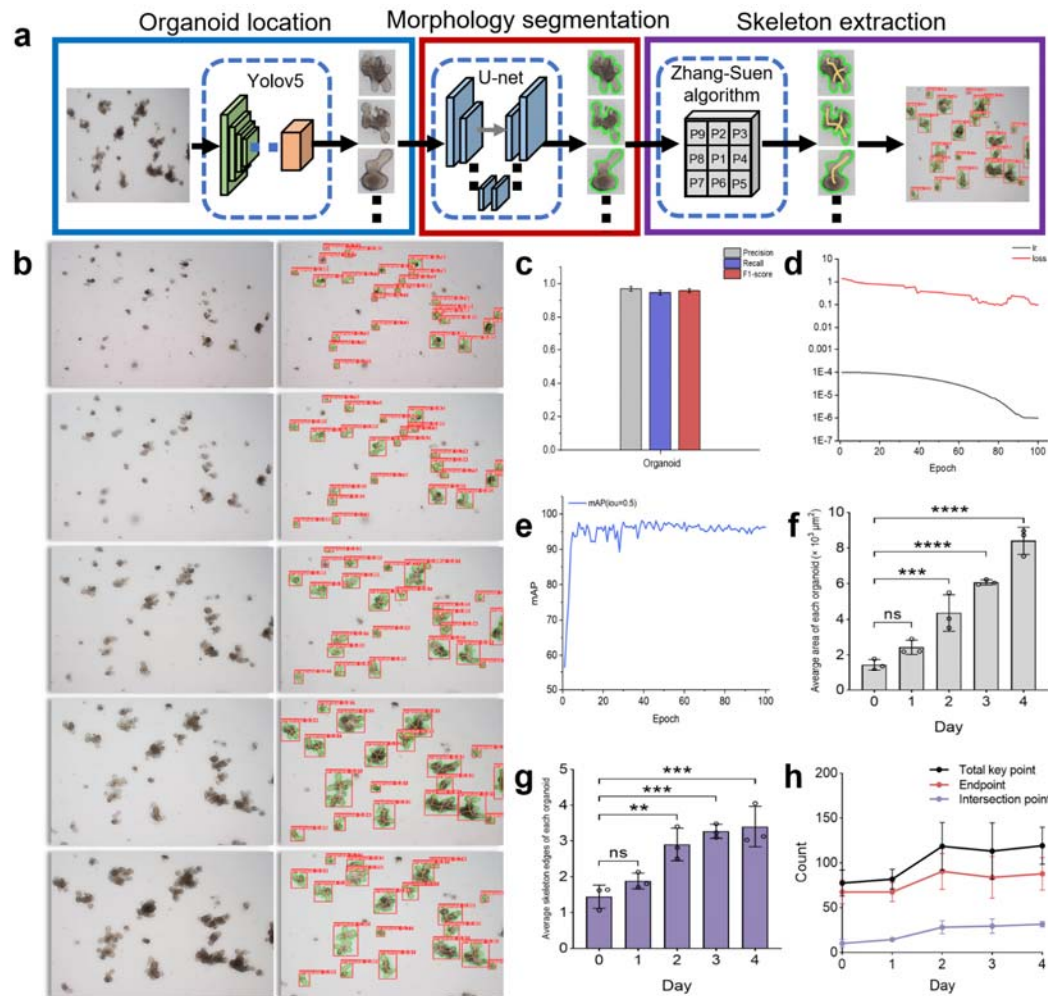 Organoid location
Morphology segmentation
Skeleton extraction
a
Yolov5
U-net
Zhang-Suen
algorithm
P9 P2 P3
P8 P1 P4
P7 P6 P5
b
c
Precision
Recall
F1-score
1.0
0.8
0.6
0.4
0.2
0.0
Organoid
d
lr
loss
10
1
0.1
0.01
0.001
1E-4
1E-5
1E-6
1E-7
0 20 40 60 80 100
Epoch
e
mAP(iou=0.5)
mAP
100
95
90
85
80
75
70
65
60
55
50
0 20 40 60 80 100
Epoch
f
Avearge area of each organoid (× 10³ μm²)
10
8
6
4
2
0
ns
***
****
****
0 1 2 3 4
Day
g
Average skeleton edges of each organoid
5
4
3
2
1
0
ns
**
***
***
0 1 2 3 4
Day
h
Total key point
Endpoint
Intersection point
Count
200
150
100
50
0
0 1 2 3 4
Day